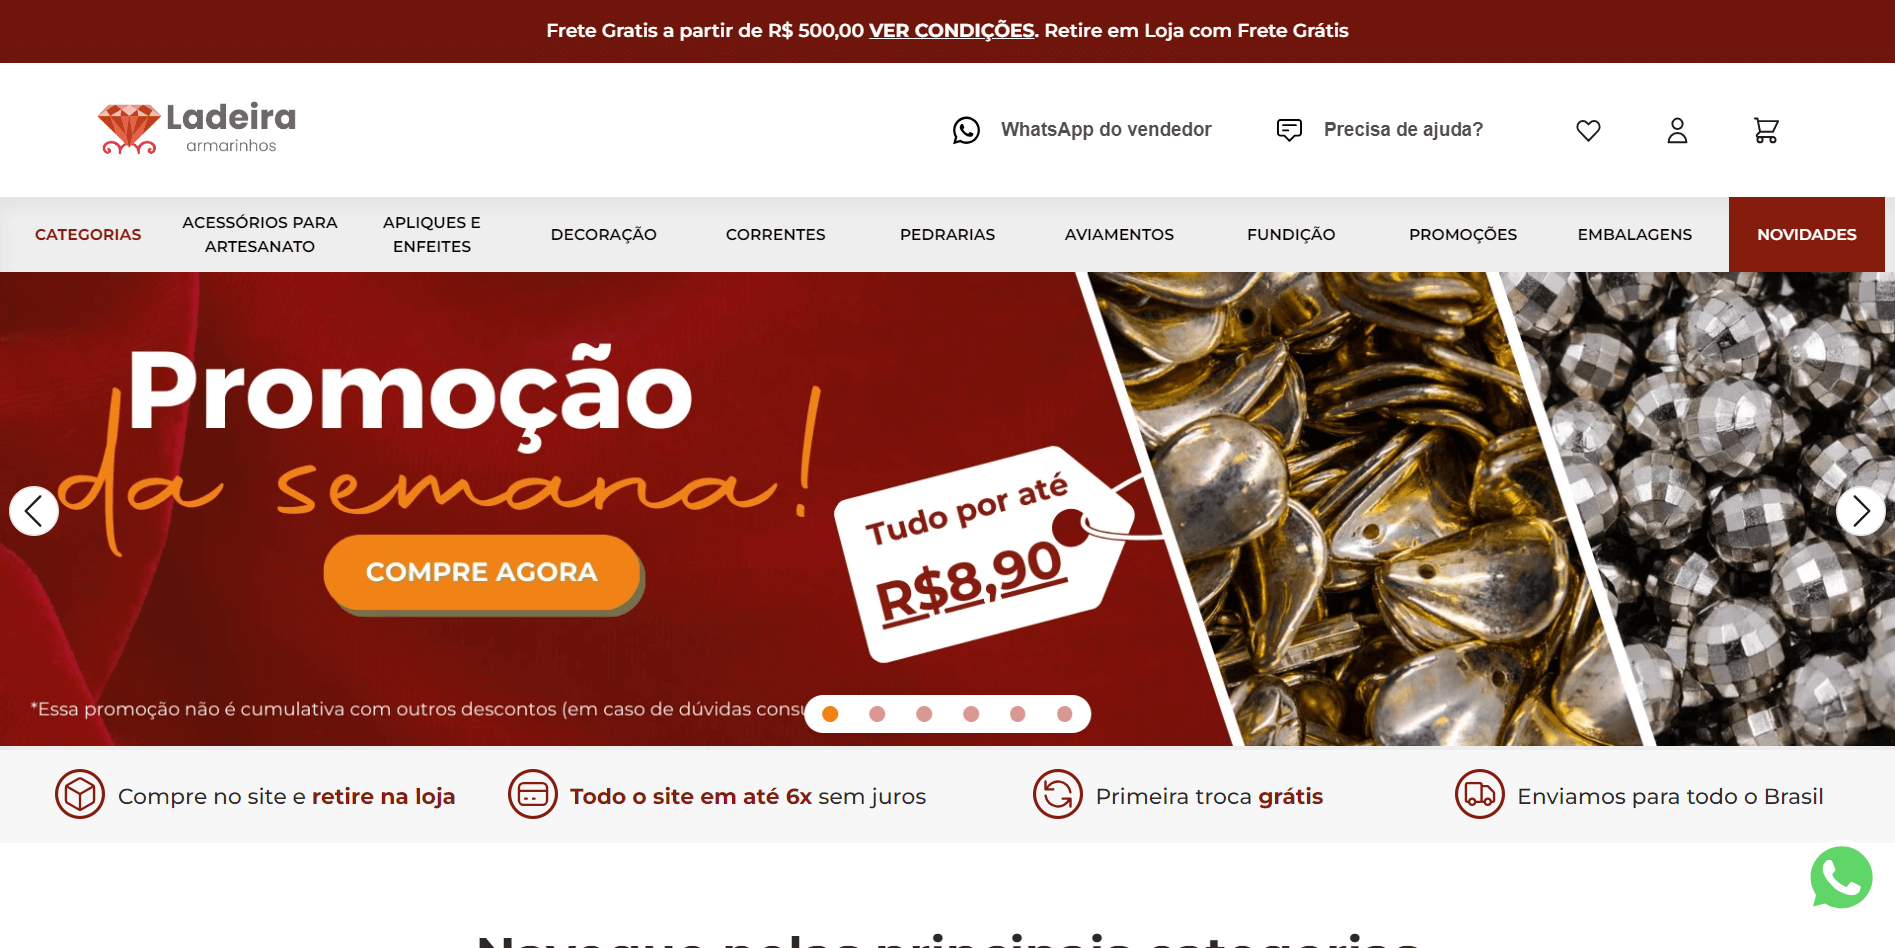 Frete Gratis a partir de R$ 500,00 VER CONDIÇÕES. Retire em Loja com Frete Grátis
Ladeira
armarinhos
WhatsApp do vendedor
Precisa de ajuda?
CATEGORIAS
ACESSÓRIOS PARA
ARTESANATO
APLIQUES E
ENFEITES
DECORAÇÃO
CORRENTES
PEDRARIAS
AVIAMENTOS
FUNDIÇÃO
PROMOÇÕES
EMBALAGENS
NOVIDADES
Promoção
da semana!
COMPRE AGORA
Tudo por até
R$8,90
*Essa promoção não é cumulativa com outros descontos (em caso de dúvidas
Compre no site e retire na loja
Todo o site em até 6x sem juros
Primeira troca grátis
Enviamos para todo o Brasil
Navegue pelas principais categorias